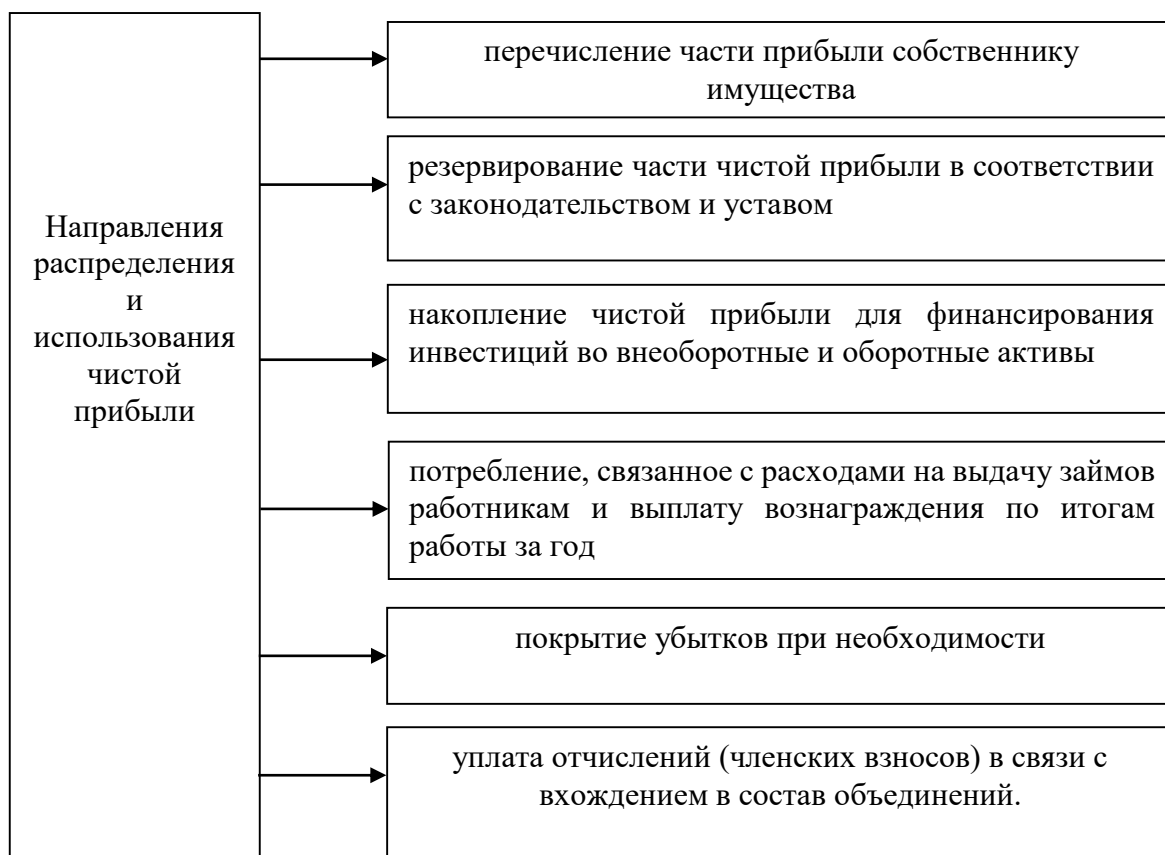 Направления
распределения
и
использования
чистой
прибыли
перечисление части прибыли собственнику
имущества
резервирование части чистой прибыли в соответствии
с законодательством и уставом
накопление чистой прибыли для финансирования
инвестиций во внеоборотные и оборотные активы
потребление, связанное с расходами на выдачу займов
работникам и выплату вознаграждения по итогам
работы за год
покрытие убытков при необходимости
уплата отчислений (членских взносов) в связи с
вхождением в состав объединений.